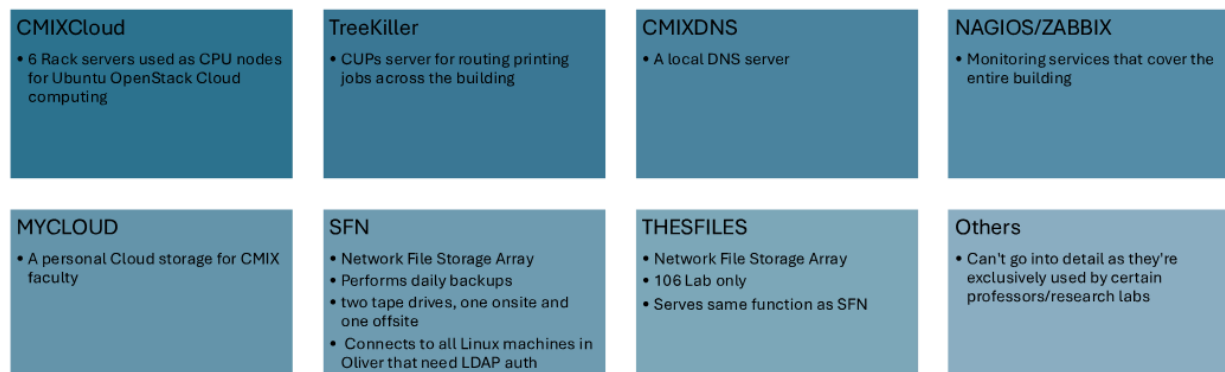 CMIXCloud
• 6 Rack servers used as CPU nodes
for Ubuntu OpenStack Cloud
computing
TreeKiller
• CUPs server for routing printing
jobs across the building
CMIXDNS
• A local DNS server
NAGIOS/ZABBIX
• Monitoring services that cover the
entire building
MYCLOUD
• A personal Cloud storage for CMIX
faculty
SFN
• Network File Storage Array
• Performs daily backups
• two tape drives, one onsite and
one offsite
• Connects to all Linux machines in
Oliver that need LDAP auth
THESFILES
• Network File Storage Array
• 106 Lab only
• Serves same function as SFN
Others
• Can't go into detail as they're
exclusively used by certain
professors/research labs